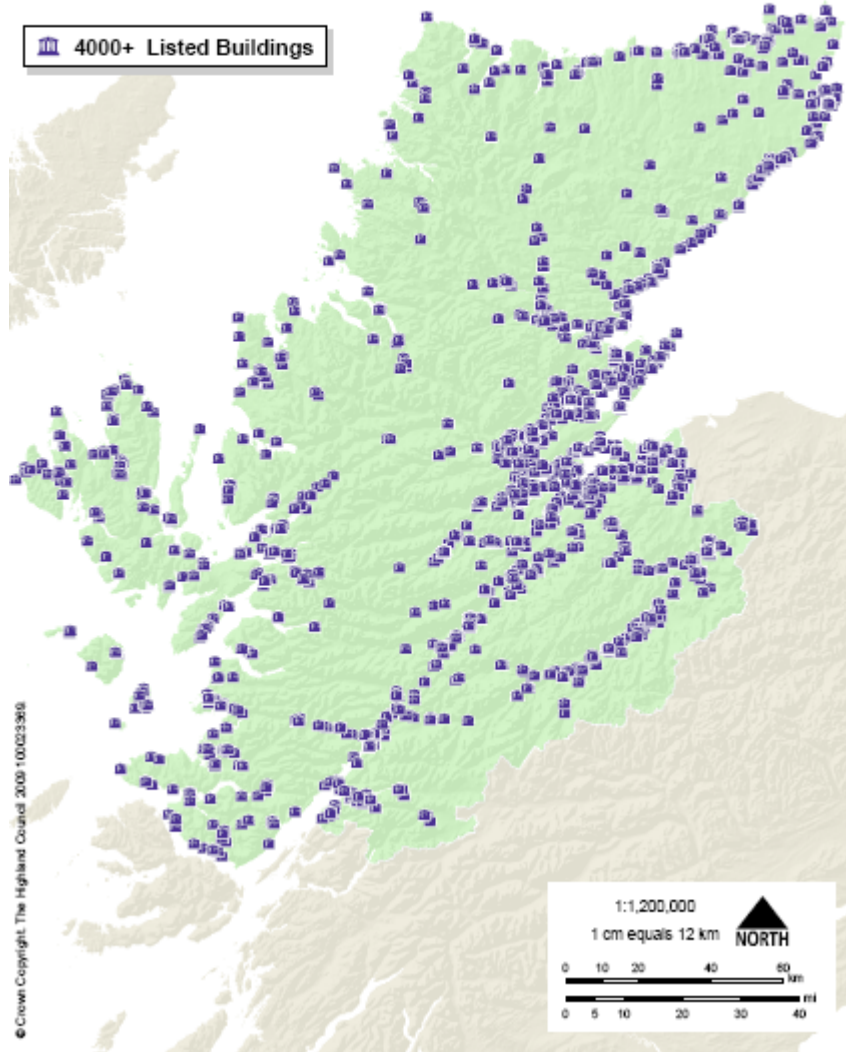 4000+ Listed Buildings
© Crown Copyright. The Highland Council 2009 100023369.
1:1,200,000
1 cm equals 12 km
NORTH
0 10 20 40 60
km
mi
0 5 10 20 30 40